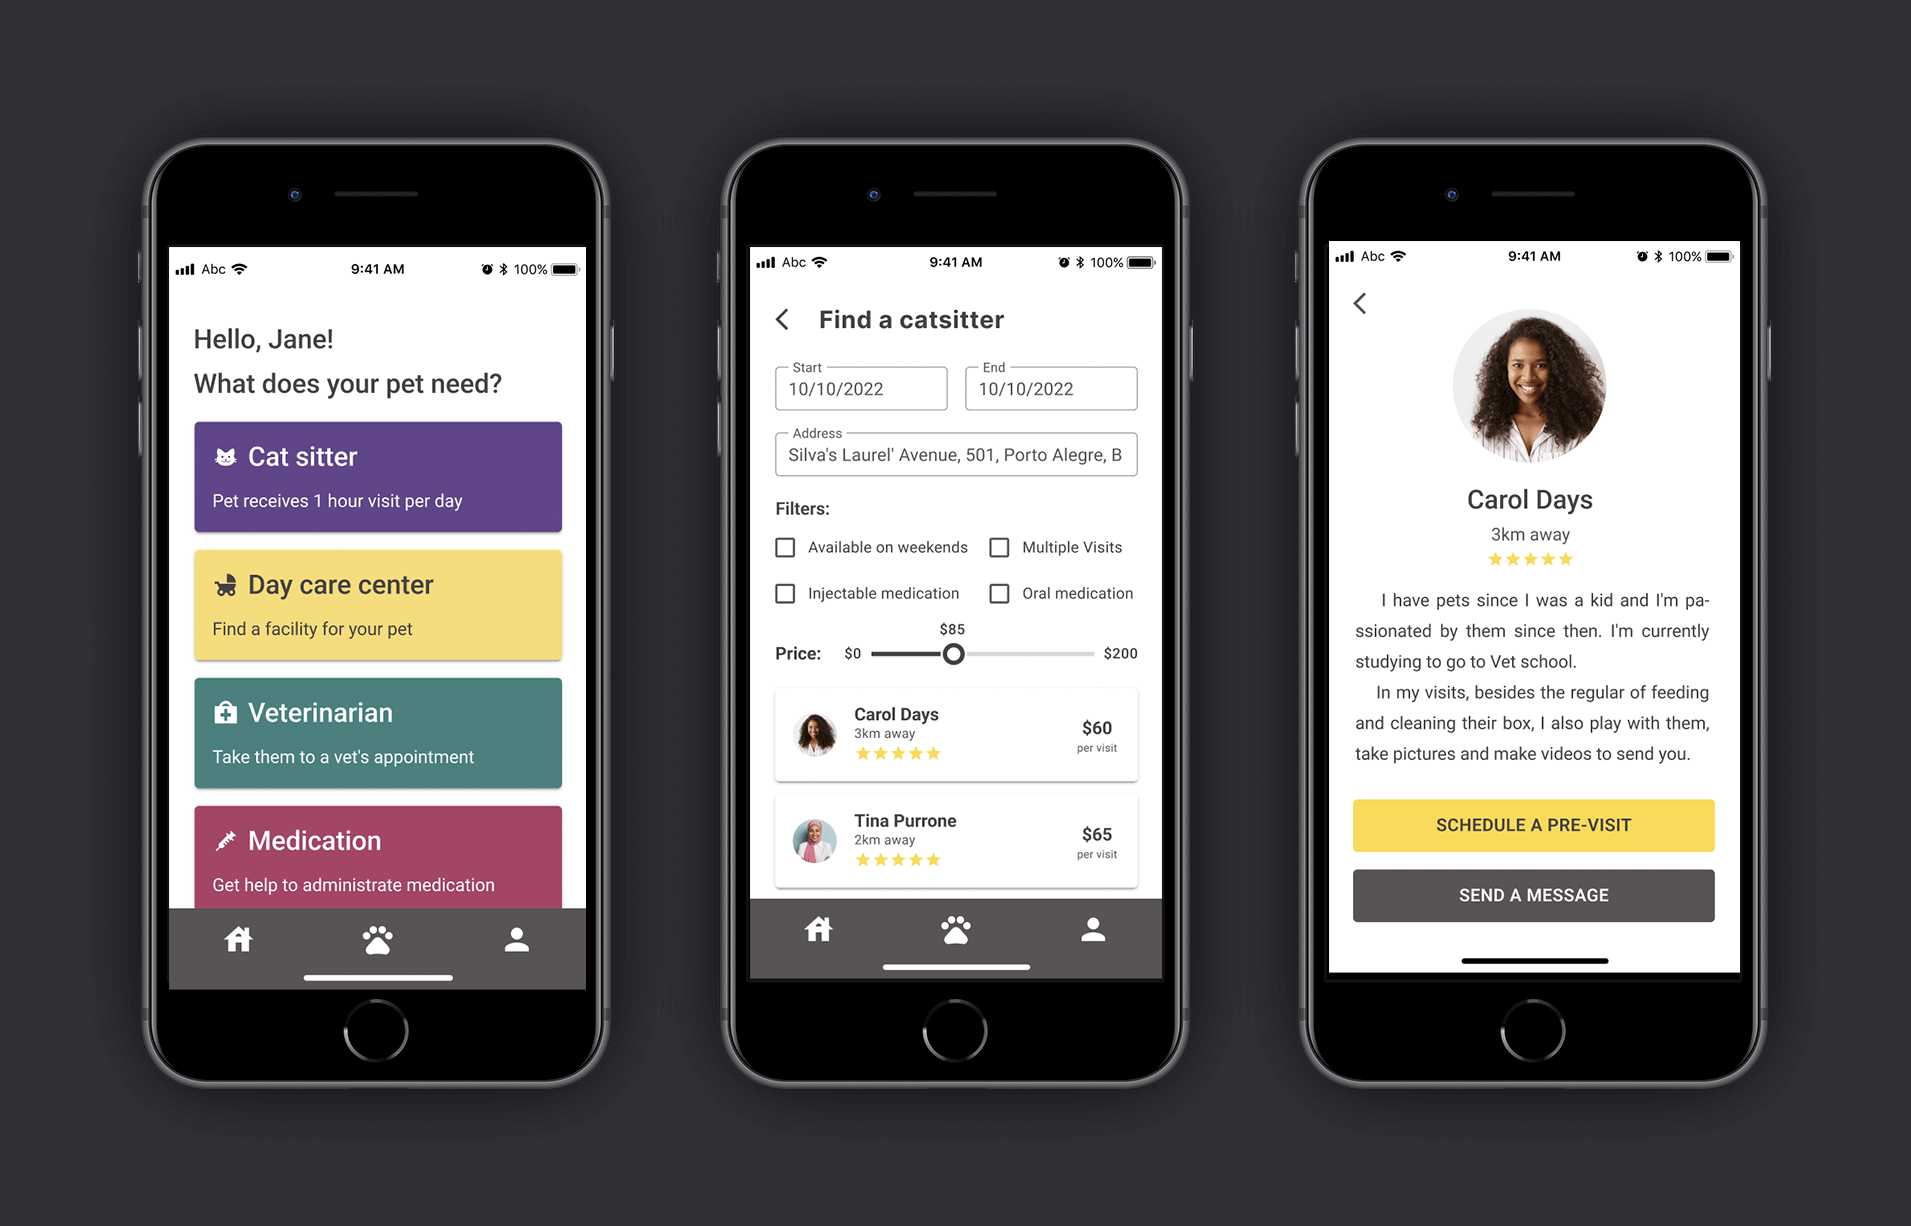 Abc 9:41 AM 100%
Hello, Jane!
What does your pet need?
Cat sitter
Pet receives 1 hour visit per day
Day care center
Find a facility for your pet
Veterinarian
Take them to a vet's appointment
Medication
Get help to administrate medication
Abc 9:41 AM 100%
Find a catsitter
Start End
10/10/2022 10/10/2022
Address
Silva's Laurel' Avenue, 501, Porto Alegre, B
Filters:
Available on weekends Multiple Visits
Injectable medication Oral medication
$85
Price: $0 $200
Carol Days
3km away
$60
per visit
Tina Purrone
2km away
$65
per visit
Abc 9:41 AM 100%
Carol Days
3km away
I have pets since I was a kid and I'm pa-
ssionated by them since then. I'm currently
studying to go to Vet school.
In my visits, besides the regular of feeding
and cleaning their box, I also play with them,
take pictures and make videos to send you.
SCHEDULE A PRE-VISIT
SEND A MESSAGE